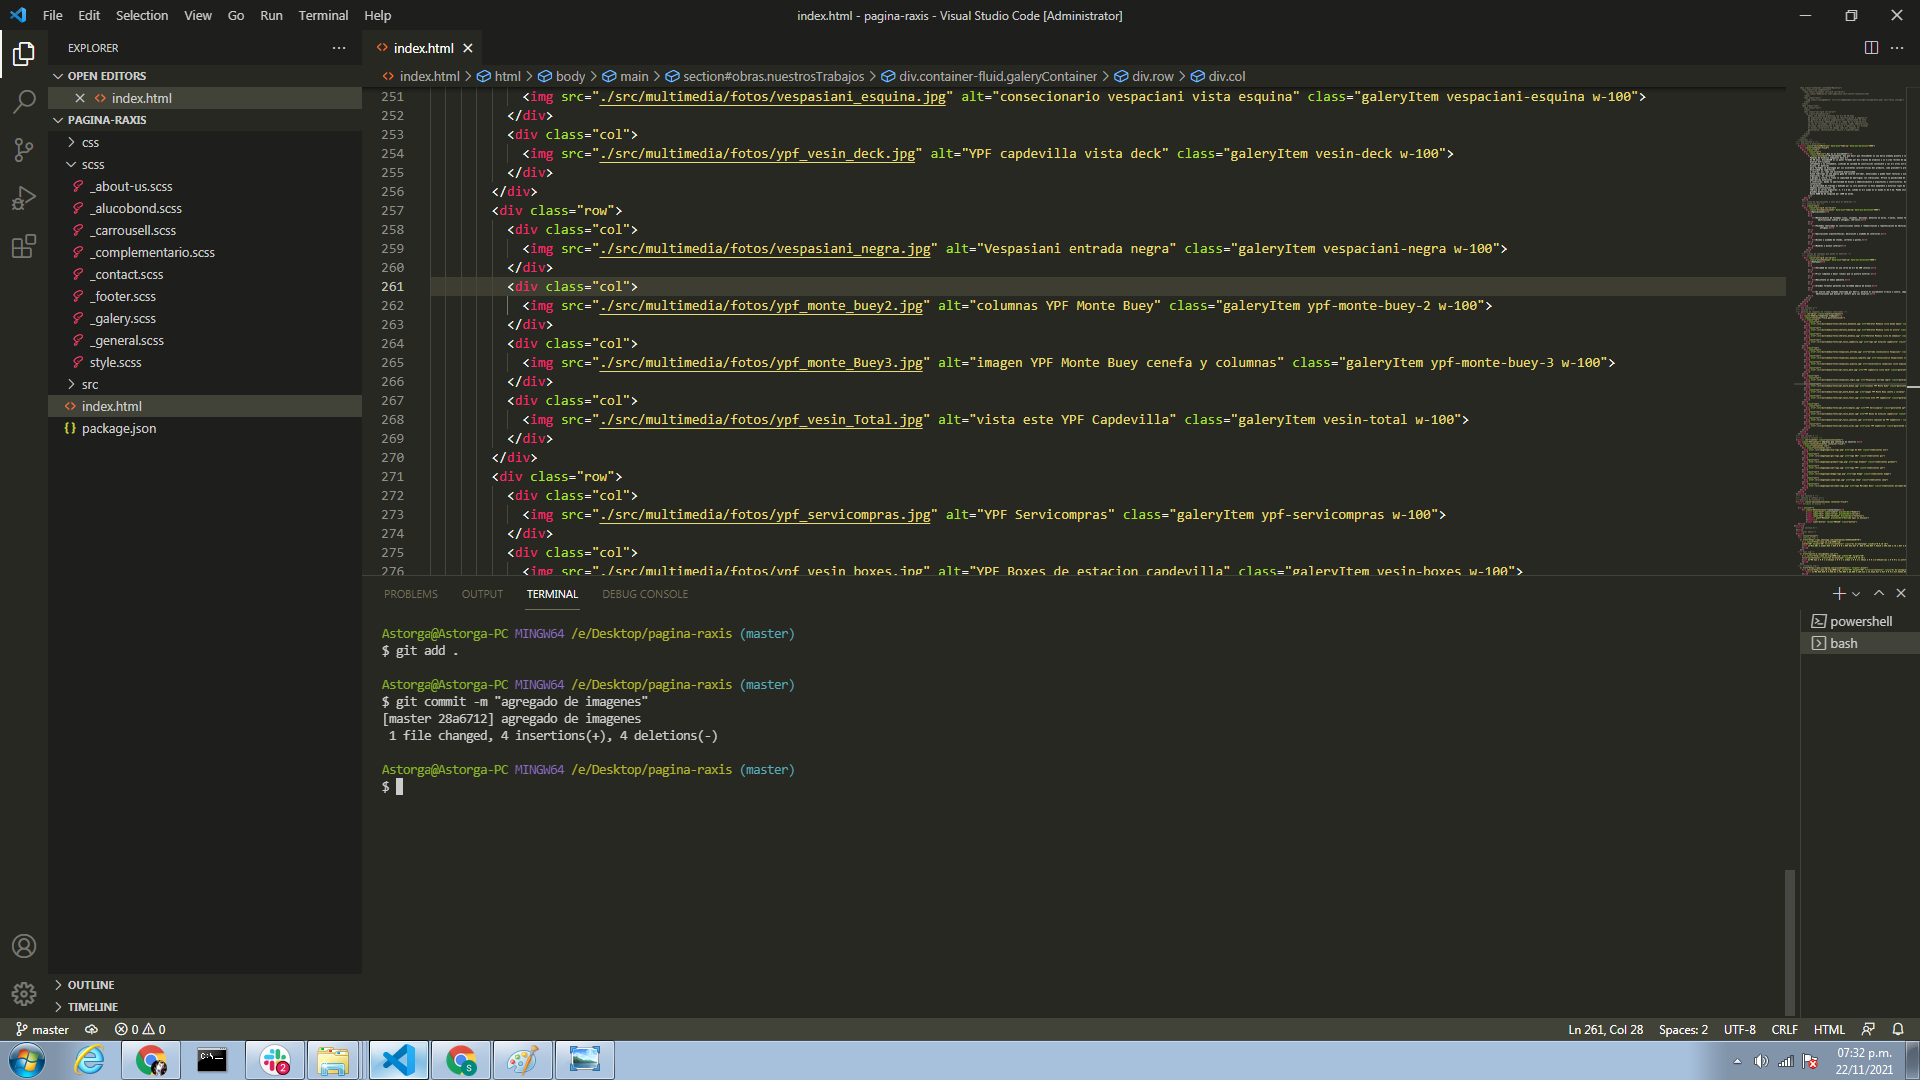 File Edit Selection View Go Run Terminal Help
index.html - pagina-raxis - Visual Studio Code [Administrator]
EXPLORER
OPEN EDITORS
index.html
PAGINA-RAXIS
css
scss
_about-us.scss
_alucobond.scss
_carrousell.scss
_complementario.scss
_contact.scss
_footer.scss
_galery.scss
_general.scss
style.scss
src
index.html
package.json
OUTLINE
TIMELINE
index.html
index.html > html > body > main > section#obras.nuestrosTrabajos > div.container-fluid.galeryContainer > div.row > div.col
251 <img src="./src/multimedia/fotos/vespasiani_esquina.jpg" alt="consecionario vespaciani vista esquina" class="galeryItem vespaciani-esquina w-100">
252 </div>
253 <div class="col">
254 <img src="./src/multimedia/fotos/ypf_vesin_deck.jpg" alt="YPF capdevilla vista deck" class="galeryItem vesin-deck w-100">
255 </div>
256 </div>
257 <div class="row">
258 <div class="col">
259 <img src="./src/multimedia/fotos/vespasiani_negra.jpg" alt="Vespasiani entrada negra" class="galeryItem vespaciani-negra w-100">
260 </div>
261 <div class="col">
262 <img src="./src/multimedia/fotos/ypf_monte_buey2.jpg" alt="columnas YPF Monte Buey" class="galeryItem ypf-monte-buey-2 w-100">
263 </div>
264 <div class="col">
265 <img src="./src/multimedia/fotos/ypf_monte_Buey3.jpg" alt="imagen YPF Monte Buey cenefa y columnas" class="galeryItem ypf-monte-buey-3 w-100">
266 </div>
267 <div class="col">
268 <img src="./src/multimedia/fotos/ypf_vesin_Total.jpg" alt="vista este YPF Capdevilla" class="galeryItem vesin-total w-100">
269 </div>
270 </div>
271 <div class="row">
272 <div class="col">
273 <img src="./src/multimedia/fotos/ypf_servicompras.jpg" alt="YPF Servicompras" class="galeryItem ypf-servicompras w-100">
274 </div>
275 <div class="col">
276 <img src="./src/multimedia/fotos/ypf_vesin_boxes.jpg" alt="YPF Boxes de estacion capdevilla" class="galeryItem vesin-boxes w-100">
PROBLEMS OUTPUT TERMINAL DEBUG CONSOLE
powershell
bash
Astorga@Astorga-PC MINGW64 /e/Desktop/pagina-raxis (master)
$ git add .
Astorga@Astorga-PC MINGW64 /e/Desktop/pagina-raxis (master)
$ git commit -m "agregado de imagenes"
[master 28a6712] agregado de imagenes
1 file changed, 4 insertions(+), 4 deletions(-)
Astorga@Astorga-PC MINGW64 /e/Desktop/pagina-raxis (master)
$
master 0 0
Ln 261, Col 28 Spaces: 2 UTF-8 CRLF HTML
C:\_
2
S
07:32 p.m.
22/11/2021